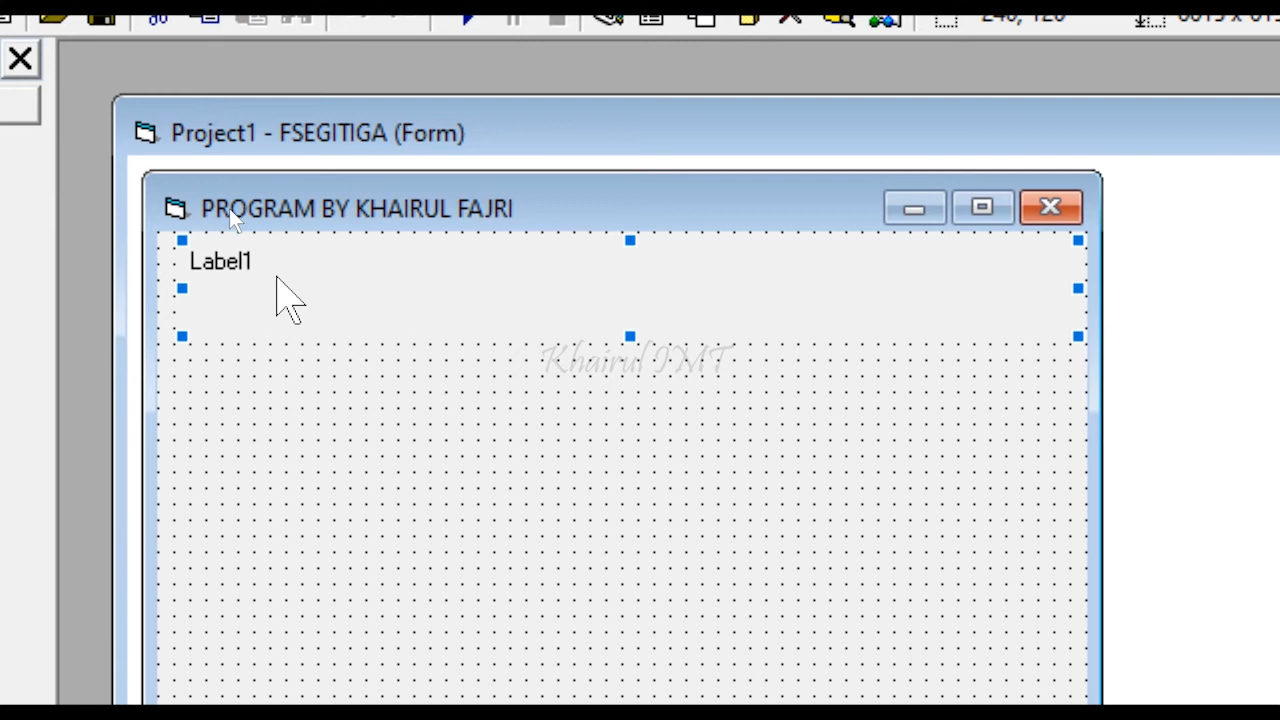 Project1 - FSEGITIGA (Form)
PROGRAM BY KHAIRUL FAJRI
Label1
Khairul IMT